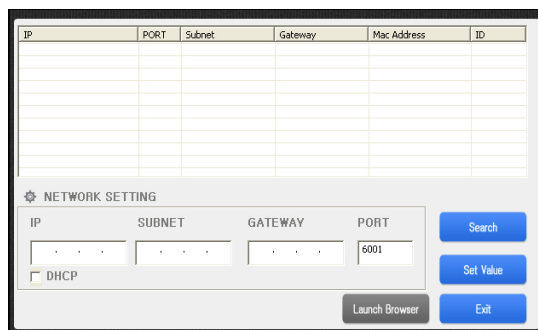 IP PORT Subnet Gateway Mac Address ID
NETWORK SETTING
IP SUBNET GATEWAY PORT
. . . . . . . . . 6001
DHCP
Search
Set Value
Launch Browser Exit